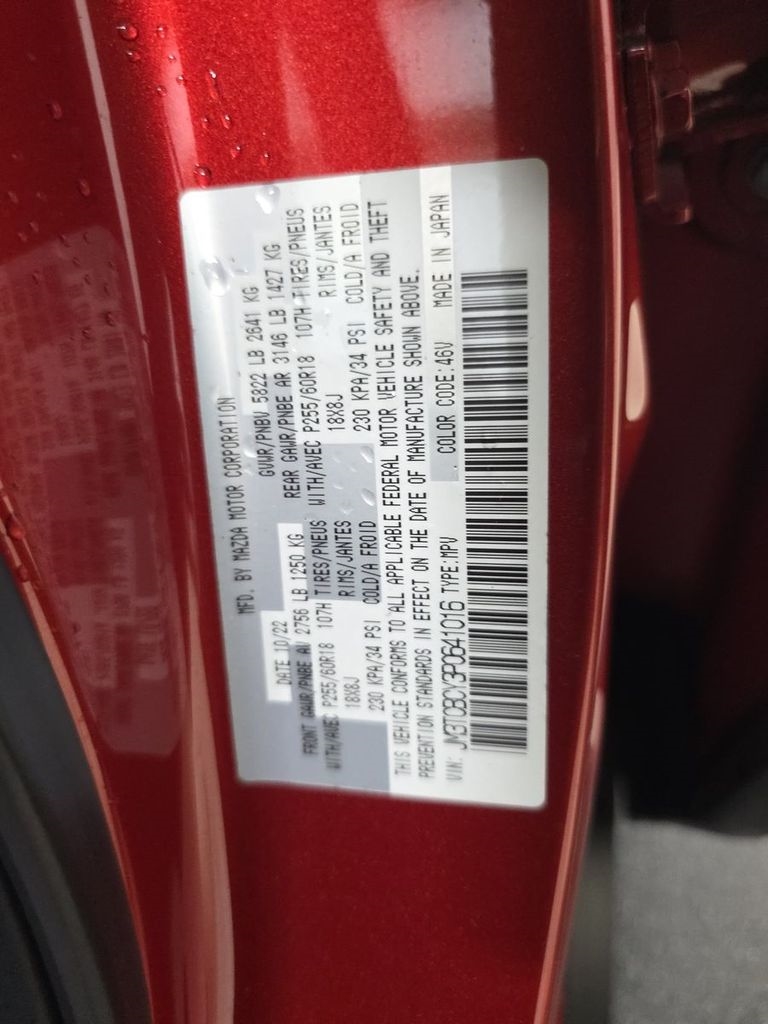 MFD. BY MAZDA MOTOR CORPORATION
DATE 10/22 GVWR/PNBV 5822 LB 2641 KG
FRONT GAWR/PNBE AV 2756 LB 1250 KG REAR GAWR/PNBE AR 3146 LB 1427 KG
WITH/AVEC P255/60R18 107H TIRES/PNEUS WITH/AVEC P255/60R18 107H TIRES/PNEUS
18X8J RIMS/JANTES 18X8J RIMS/JANTES
230 KPA/34 PSI COLD/A FROID 230 KPA/34 PSI COLD/A FROID
THIS VEHICLE CONFORMS TO ALL APPLICABLE FEDERAL MOTOR VEHICLE SAFETY AND THEFT
PREVENTION STANDARDS IN EFFECT ON THE DATE OF MANUFACTURE SHOWN ABOVE.
VIN: JM3TCBCY3P0641016 TYPE:MPV COLOR CODE:46V MADE IN JAPAN